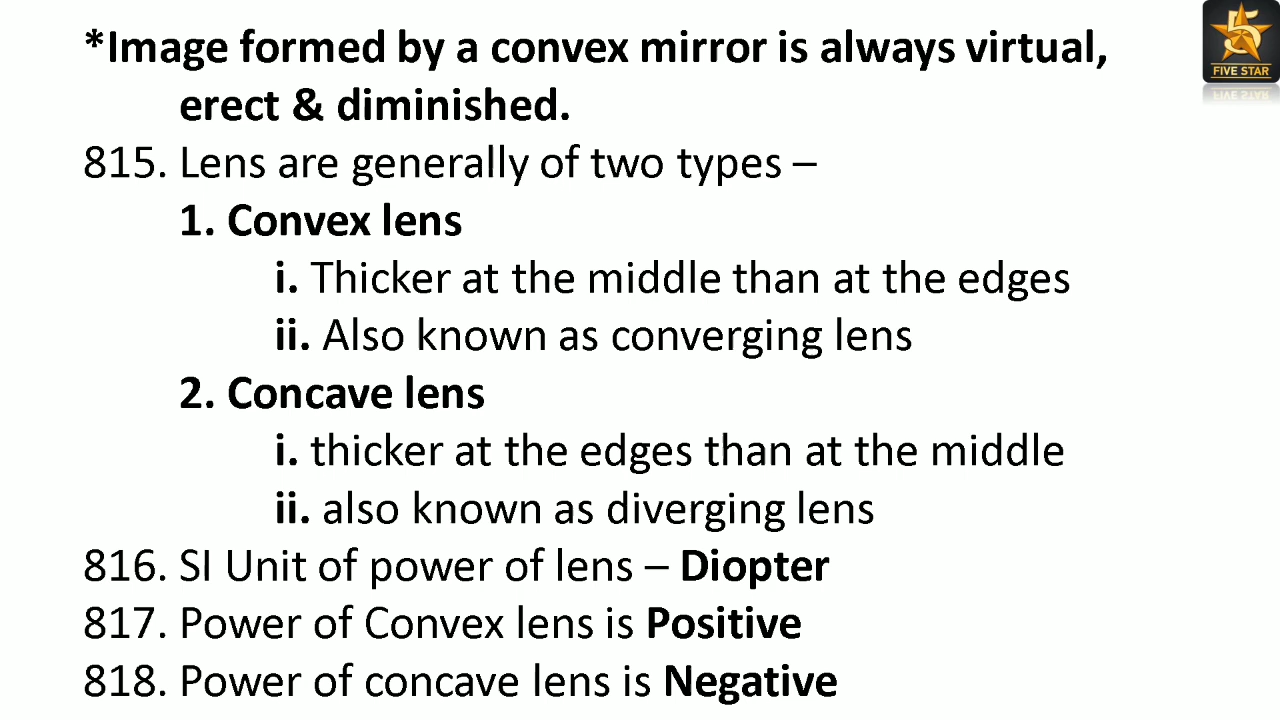 *Image formed by a convex mirror is always virtual,
erect & diminished.
815. Lens are generally of two types –
1. Convex lens
i. Thicker at the middle than at the edges
ii. Also known as converging lens
2. Concave lens
i. thicker at the edges than at the middle
ii. also known as diverging lens
816. SI Unit of power of lens – Diopter
817. Power of Convex lens is Positive
818. Power of concave lens is Negative
5
FIVE STAR